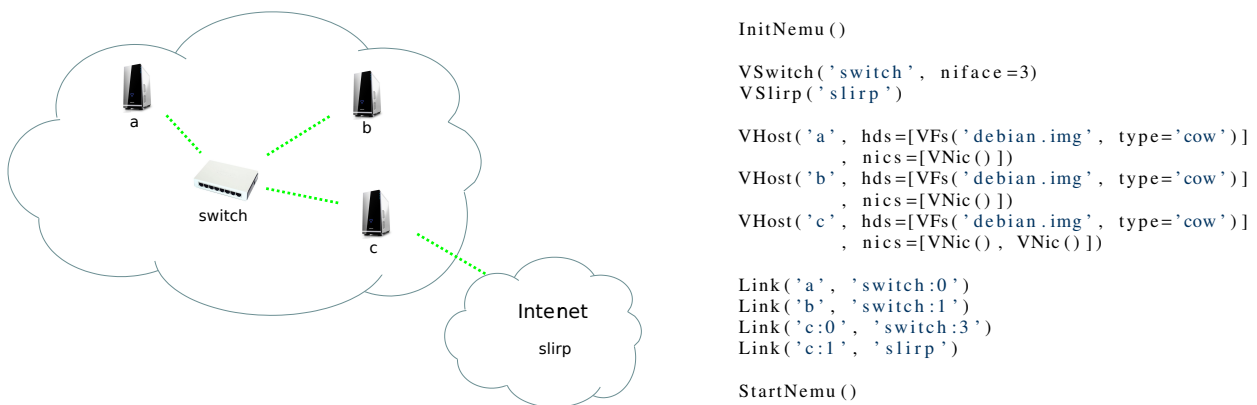 a
b
switch
c
Intenet
slirp
InitNemu()
VSwitch('switch', niface=3)
VSlirp('slirp')
VHost('a', hds=[VFs('debian.img', type='cow')]
, nics=[VNic()])
VHost('b', hds=[VFs('debian.img', type='cow')]
, nics=[VNic()])
VHost('c', hds=[VFs('debian.img', type='cow')]
, nics=[VNic(), VNic()])
Link('a', 'switch:0')
Link('b', 'switch:1')
Link('c:0', 'switch:3')
Link('c:1', 'slirp')
StartNemu()